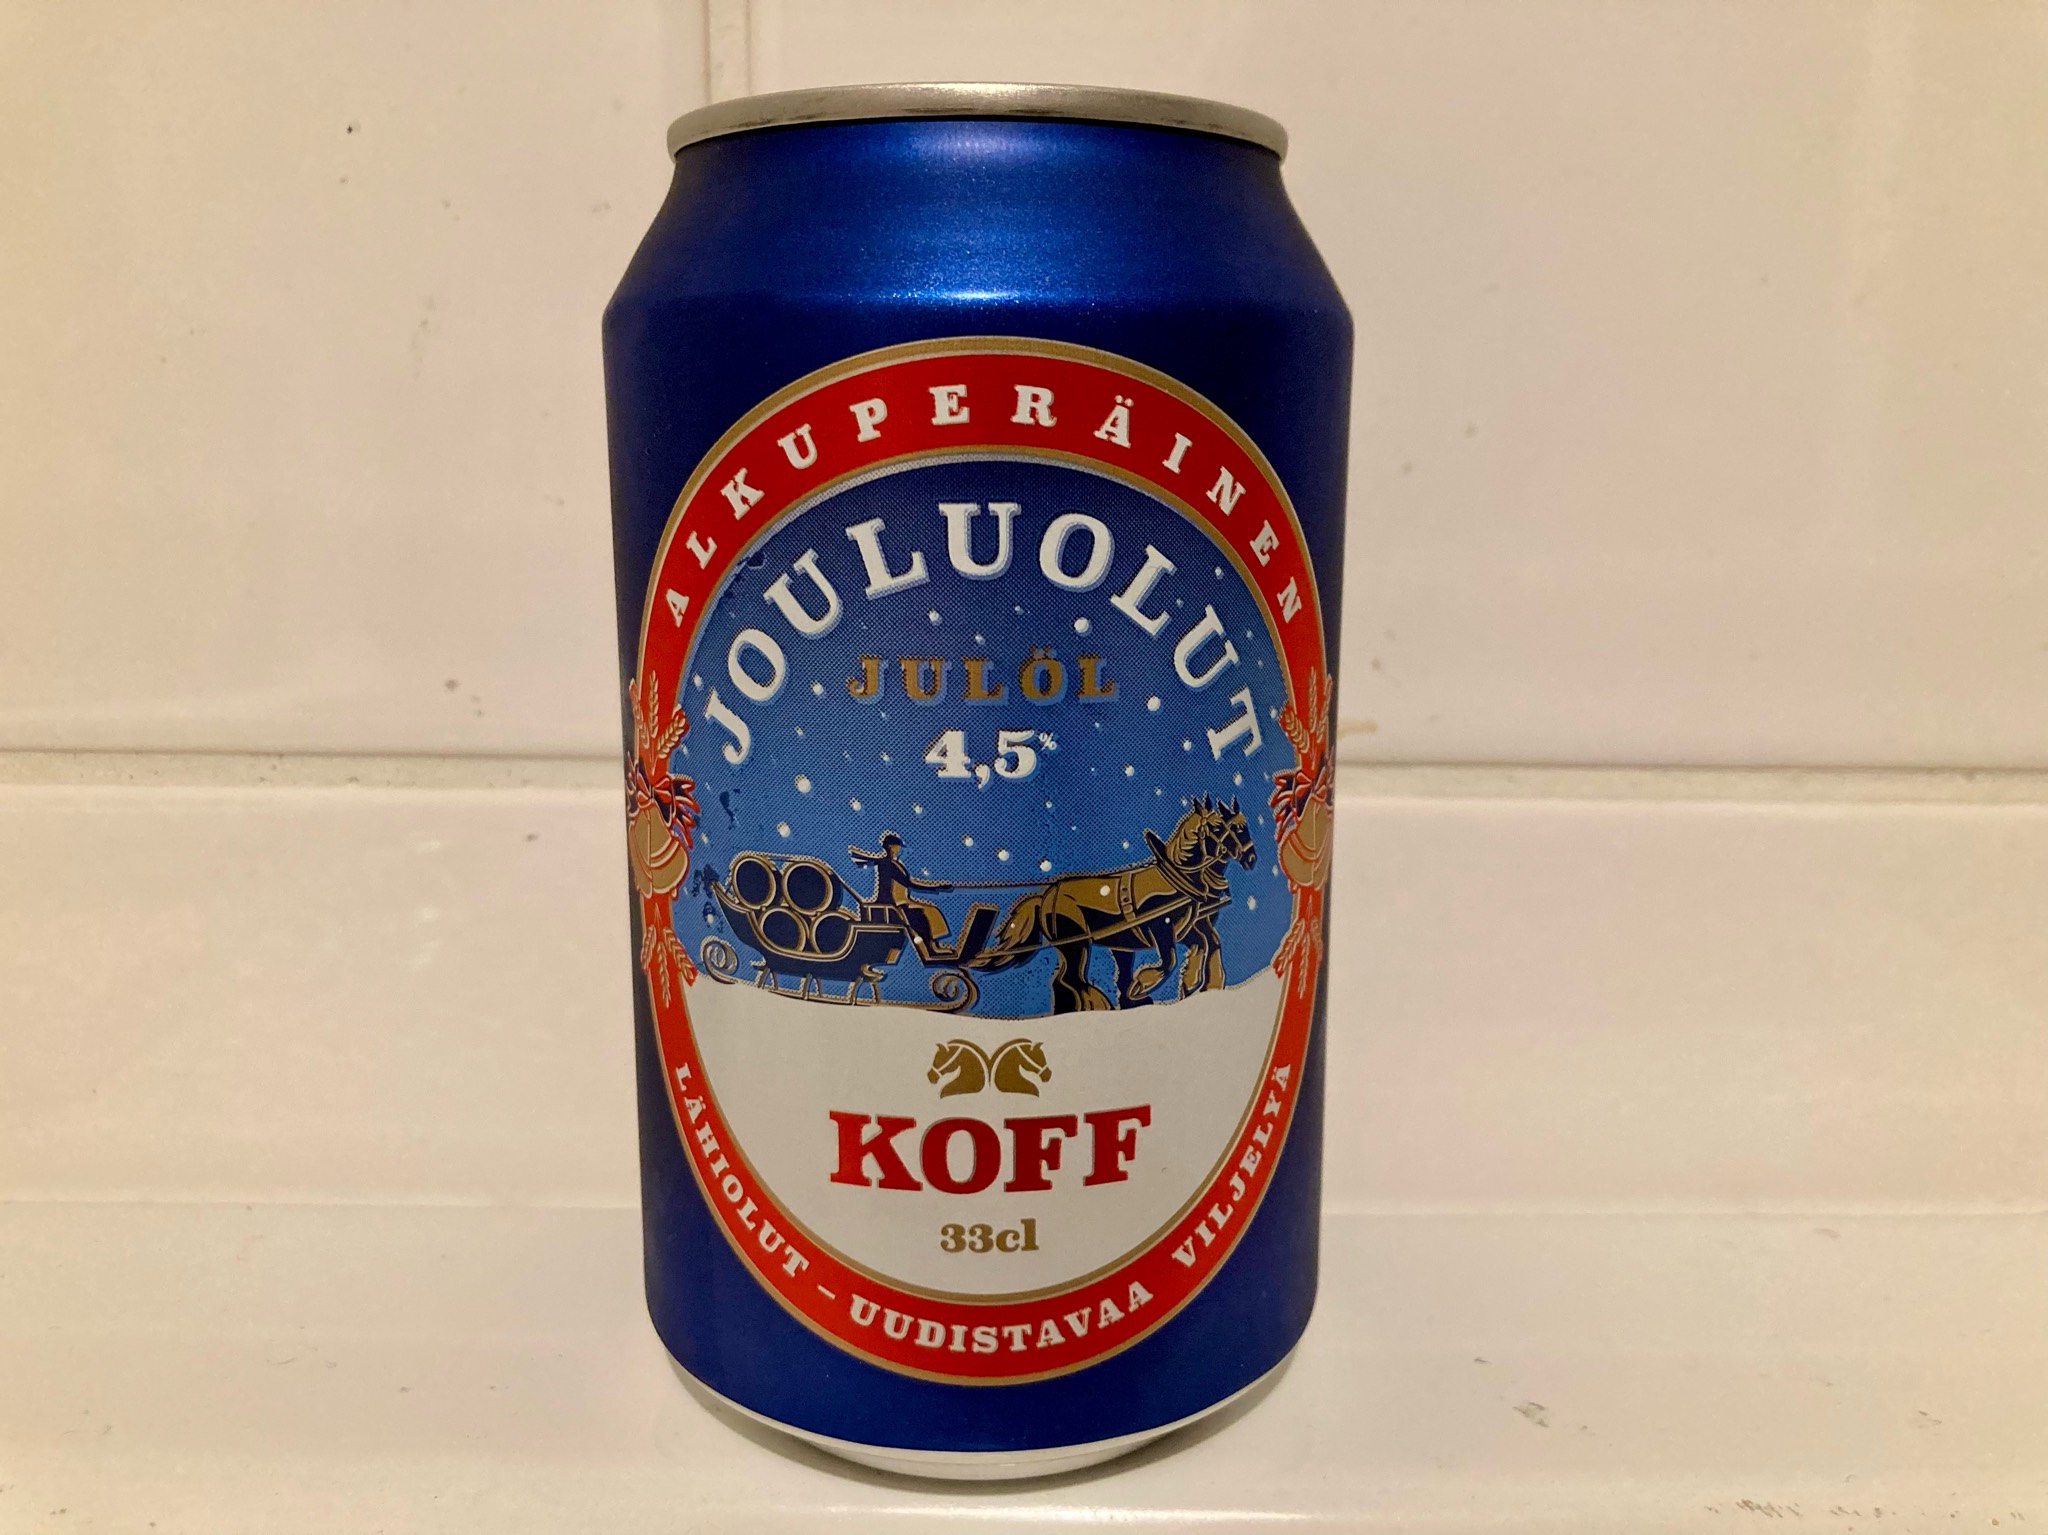 ALKUPERÄINEN
JOULUOLUT
JULÖL
4,5%
KOFF
33cl
LÄHIOLUT – UUDISTAVAA VILJELYÄ